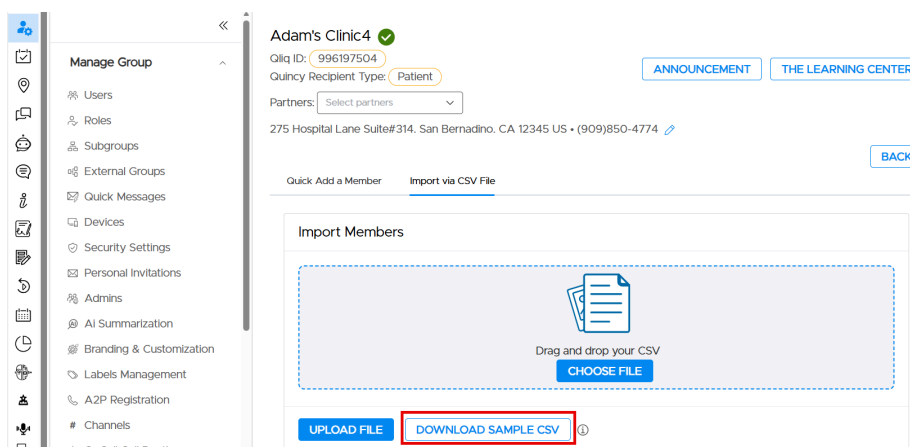 Adam's Clinic4
Qliq ID: 996197504
Quincy Recipient Type: Patient
ANNOUNCEMENT
THE LEARNING CENTER
Partners: Select partners
275 Hospital Lane Suite#314. San Bernadino. CA 12345 US • (909)850-4774
BACK
Manage Group
Users
Roles
Subgroups
External Groups
Quick Messages
Devices
Security Settings
Personal Invitations
Admins
Ai Summarization
Branding & Customization
Labels Management
A2P Registration
# Channels
Quick Add a Member
Import via CSV File
Import Members
Drag and drop your CSV
CHOOSE FILE
UPLOAD FILE
DOWNLOAD SAMPLE CSV